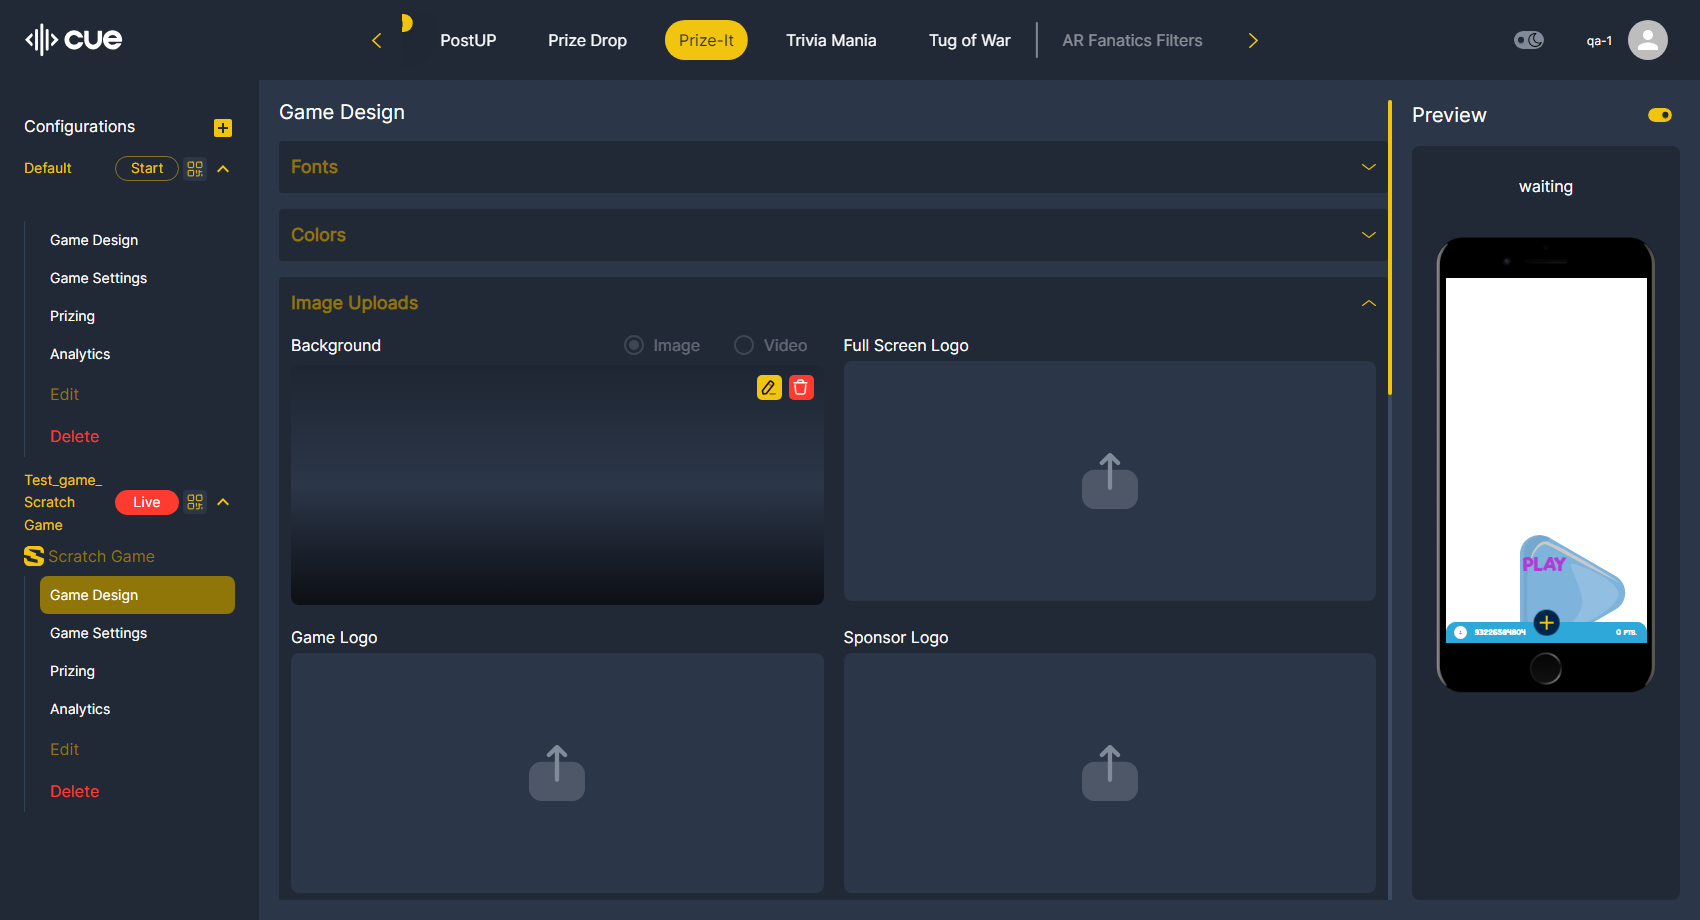 cue
PostUP
Prize Drop
Prize-It
Trivia Mania
Tug of War
AR Fanatics Filters
qa-1
Configurations
Default
Start
Game Design
Game Settings
Prizing
Analytics
Edit
Delete
Test_game_
Scratch
Game
Live
Scratch Game
Game Design
Game Settings
Prizing
Analytics
Edit
Delete
Game Design
Fonts
Colors
Image Uploads
Background
Image
Video
Full Screen Logo
Game Logo
Sponsor Logo
Preview
waiting
PLAY
93226584804
0 PTS.